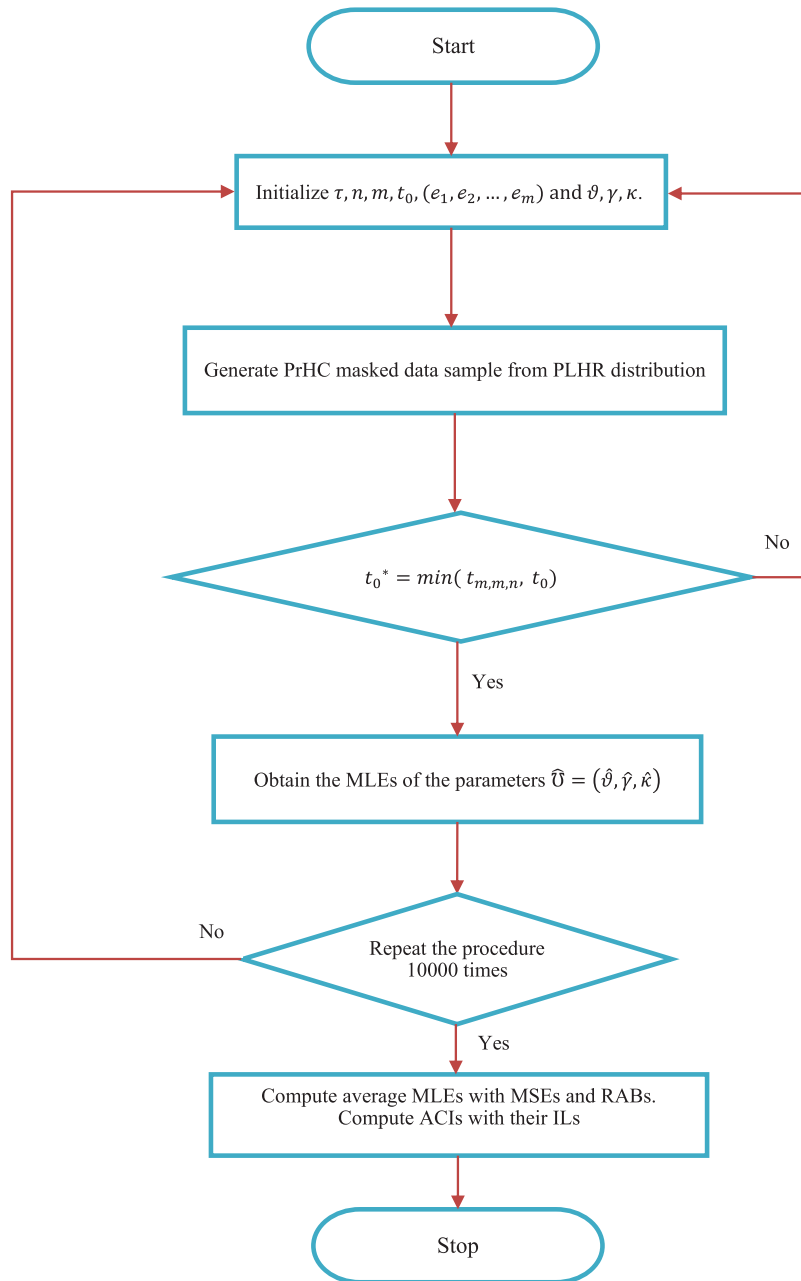 Start
Initialize τ, n, m, t₀, (e₁, e₂, … , eₘ) and ϑ, γ, κ.
Generate PrHC masked data sample from PLHR distribution
t₀* = min( tₘ,ₘ,ₙ, t₀)
No
Yes
Obtain the MLEs of the parameters Û = (ϑ̂, γ̂, κ̂)
No
Repeat the procedure
10000 times
Yes
Compute average MLEs with MSEs and RABs.
Compute ACIs with their ILs
Stop